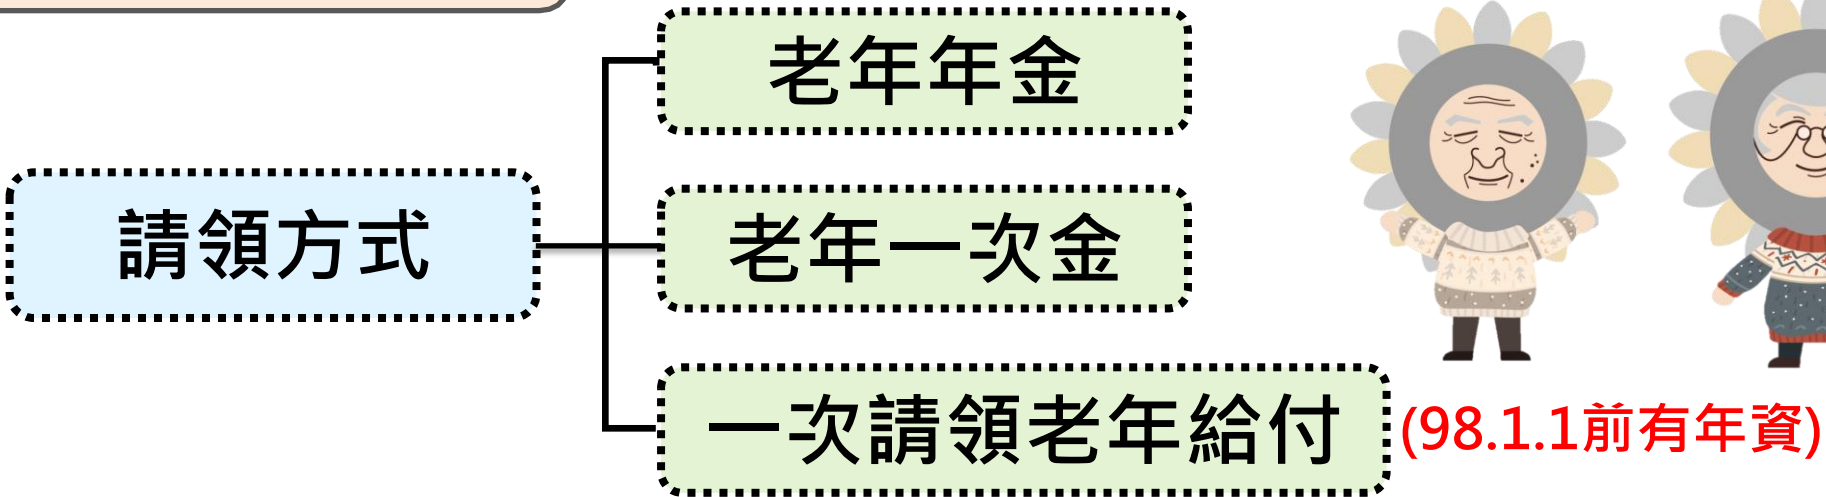 請領方式
老年年金
老年一次金
一次請領老年給付
(98.1.1前有年資)